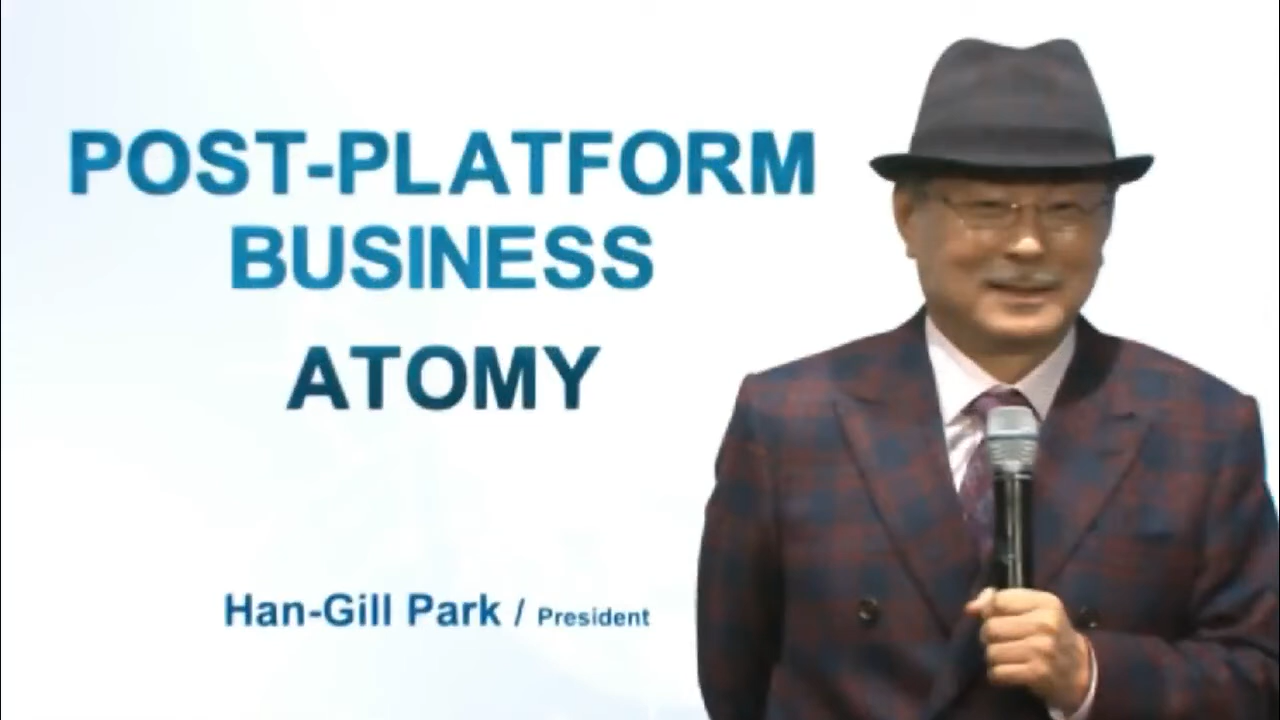 POST-PLATFORM
BUSINESS
ATOMY
Han-Gill Park / President